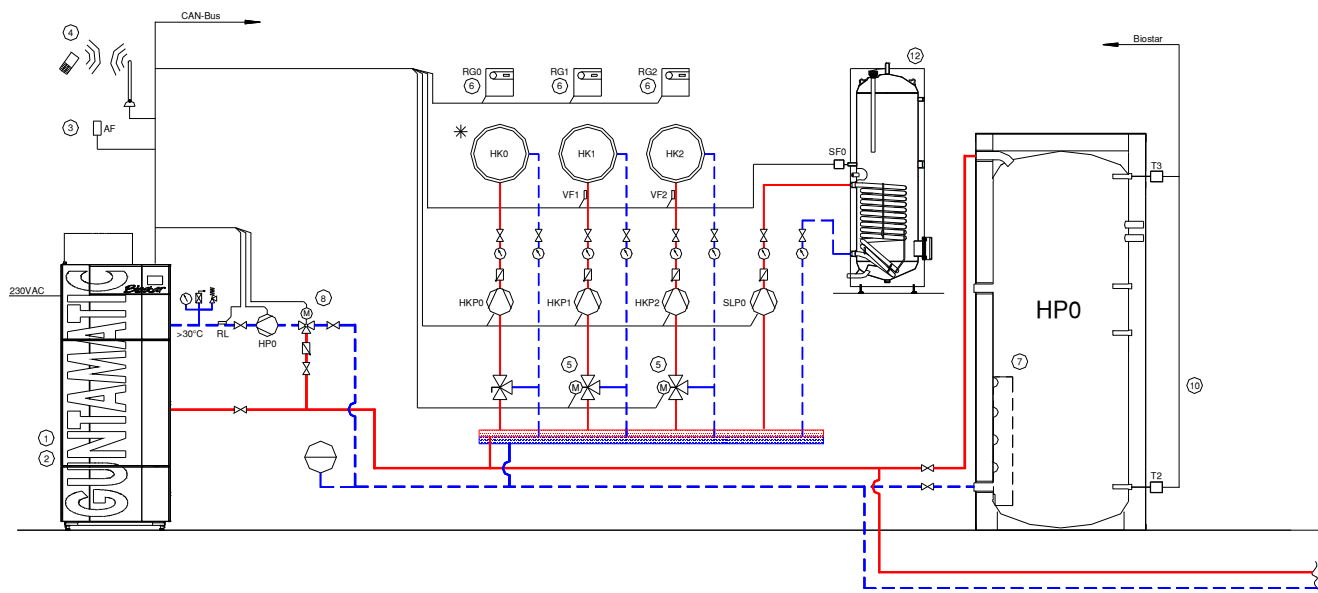 CAN-Bus
4
12
Biostar
RG0
RG1
RG2
6
6
6
3
AF
HK0
HK1
HK2
SF0
T3
VF1
VF2
230VAC
GUNTAMATIC
Biostar
8
M
>30°C
RL
HP0
HKP0
HKP1
HKP2
SLP0
HP0
5
5
7
M
M
10
1
2
T2